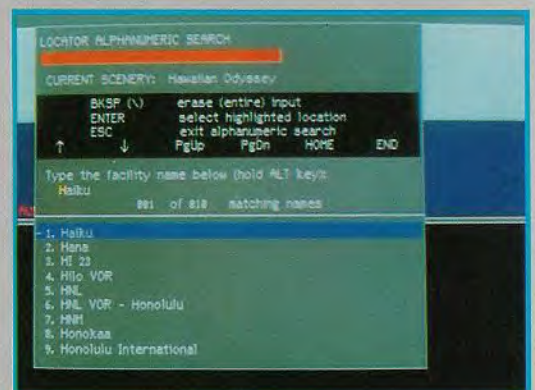 LOCATOR ALPHANUMERIC SEARCH
CURRENT SCENERY: Hawaiian Odyssey
BKSP (\) erase (entire) input
ENTER select highlighted location
ESC exit alphanumeric search
↑ ↓ PgUp PgDn HOME END
Type the facility name below (hold ALT key):
Haiku
001 of 010 matching names
1. Haiku
2. Hana
3. HI 23
4. Hilo VOR
5. HNL
6. HNL VOR - Honolulu
7. HNM
8. Honokaa
9. Honolulu International